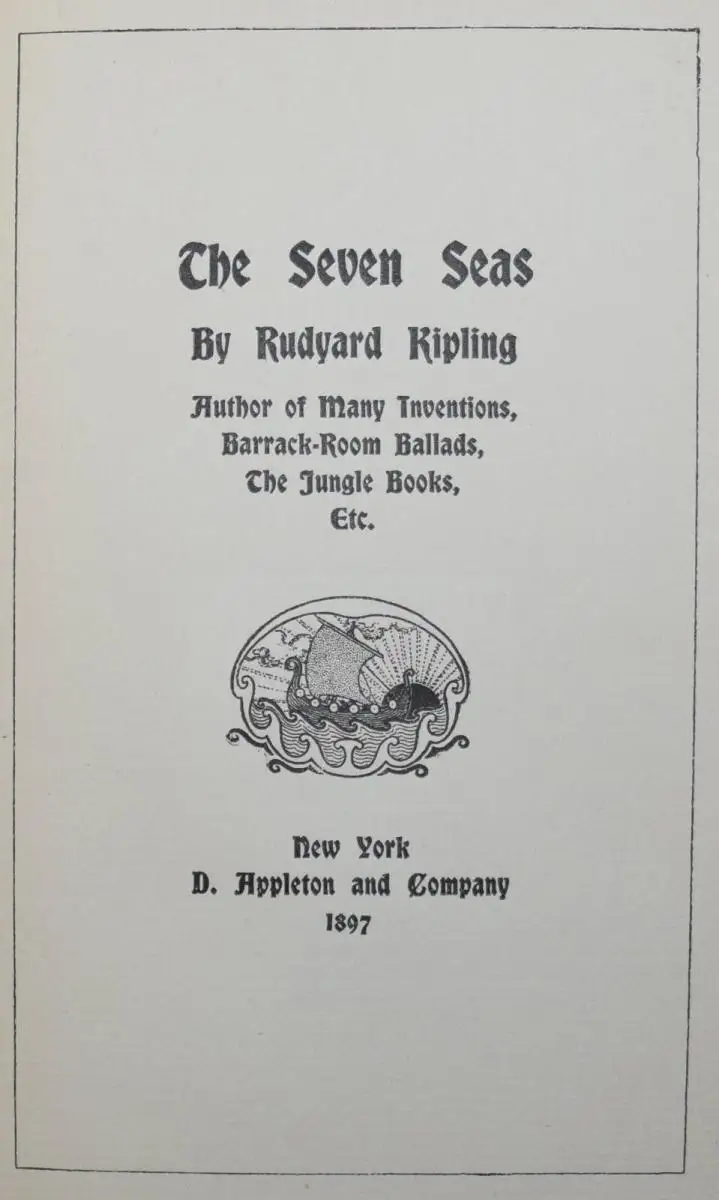 The Seven Seas
By Rudyard Kipling
Author of Many Inventions,
Barrack-Room Ballads,
The Jungle Books,
Etc.
New York
D. Appleton and Company
1897